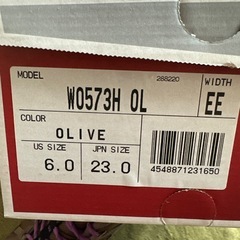 MODEL 288220 WIDTH
W0573H OL EE
COLOR
OLIVE
US SIZE JPN SIZE
6.0 23.0
4548871231650